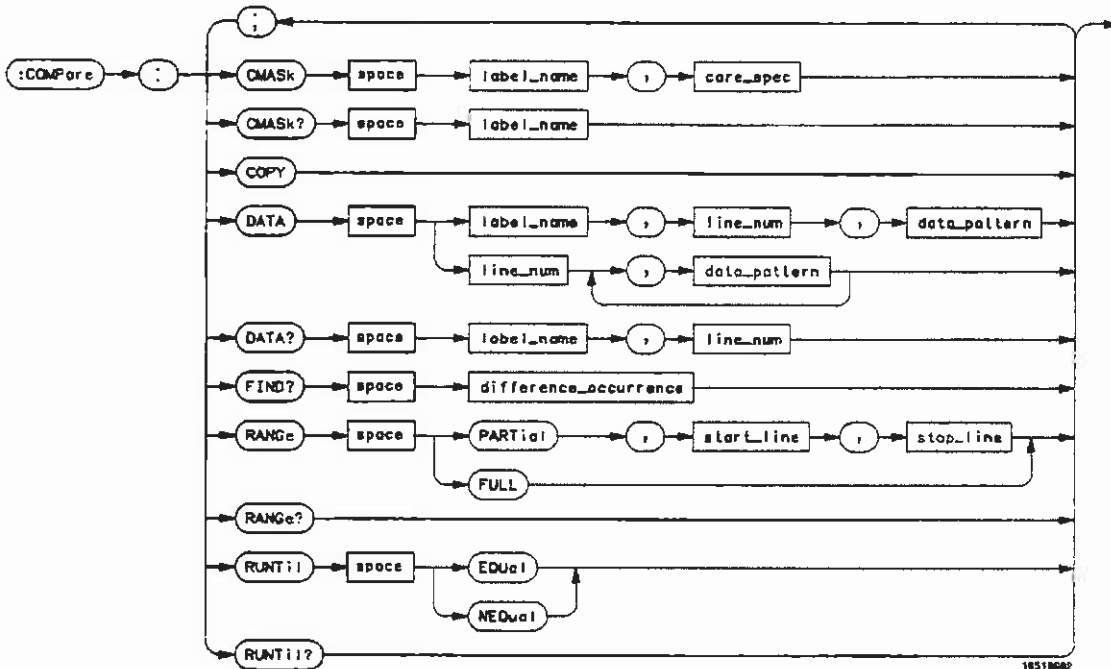 ;
:COMPare : CMASk space label_name , care_spec
CMASk? space label_name
COPY
DATA space label_name , line_num , data_pattern
line_num , data_pattern
DATA? space label_name , line_num
FIND? space difference_occurrence
RANGe space PARTial , start_line , stop_line
FULL
RANGe?
RUNTil space EQUal
NEQual
RUNTil?